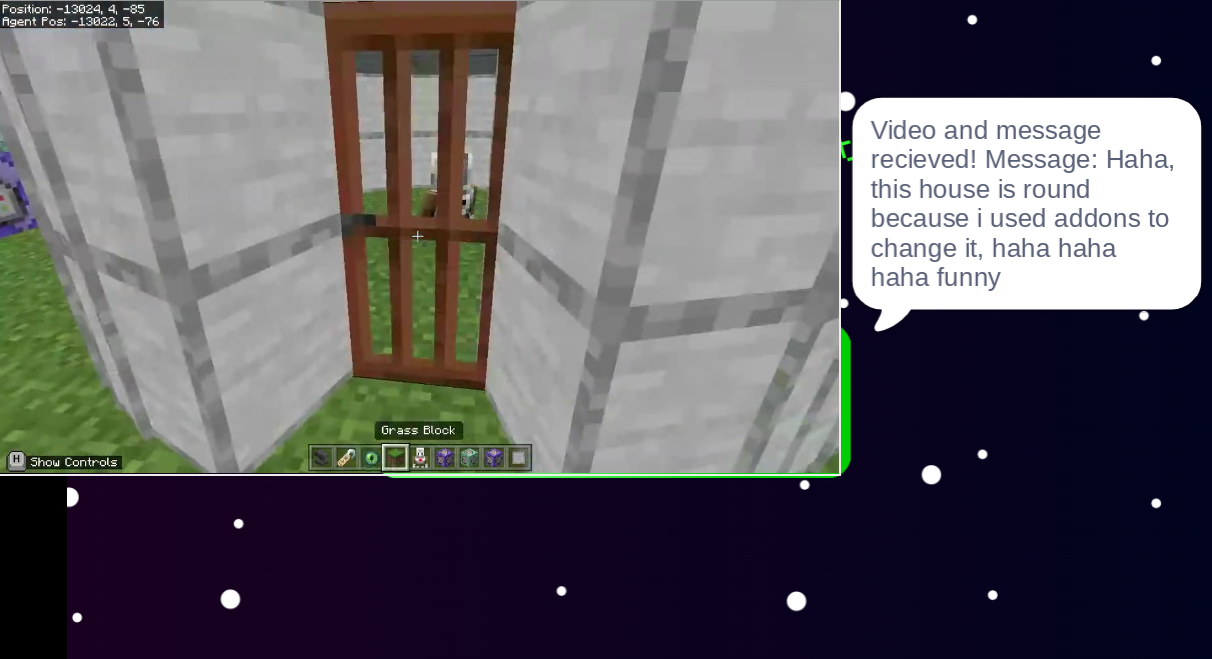 Position: -13024, 4, -85
Agent Pos: -13022, 5, -76
Video and message
recieved! Message: Haha,
this house is round
because i used addons to
change it, haha haha
haha funny
Grass Block
H Show Controls